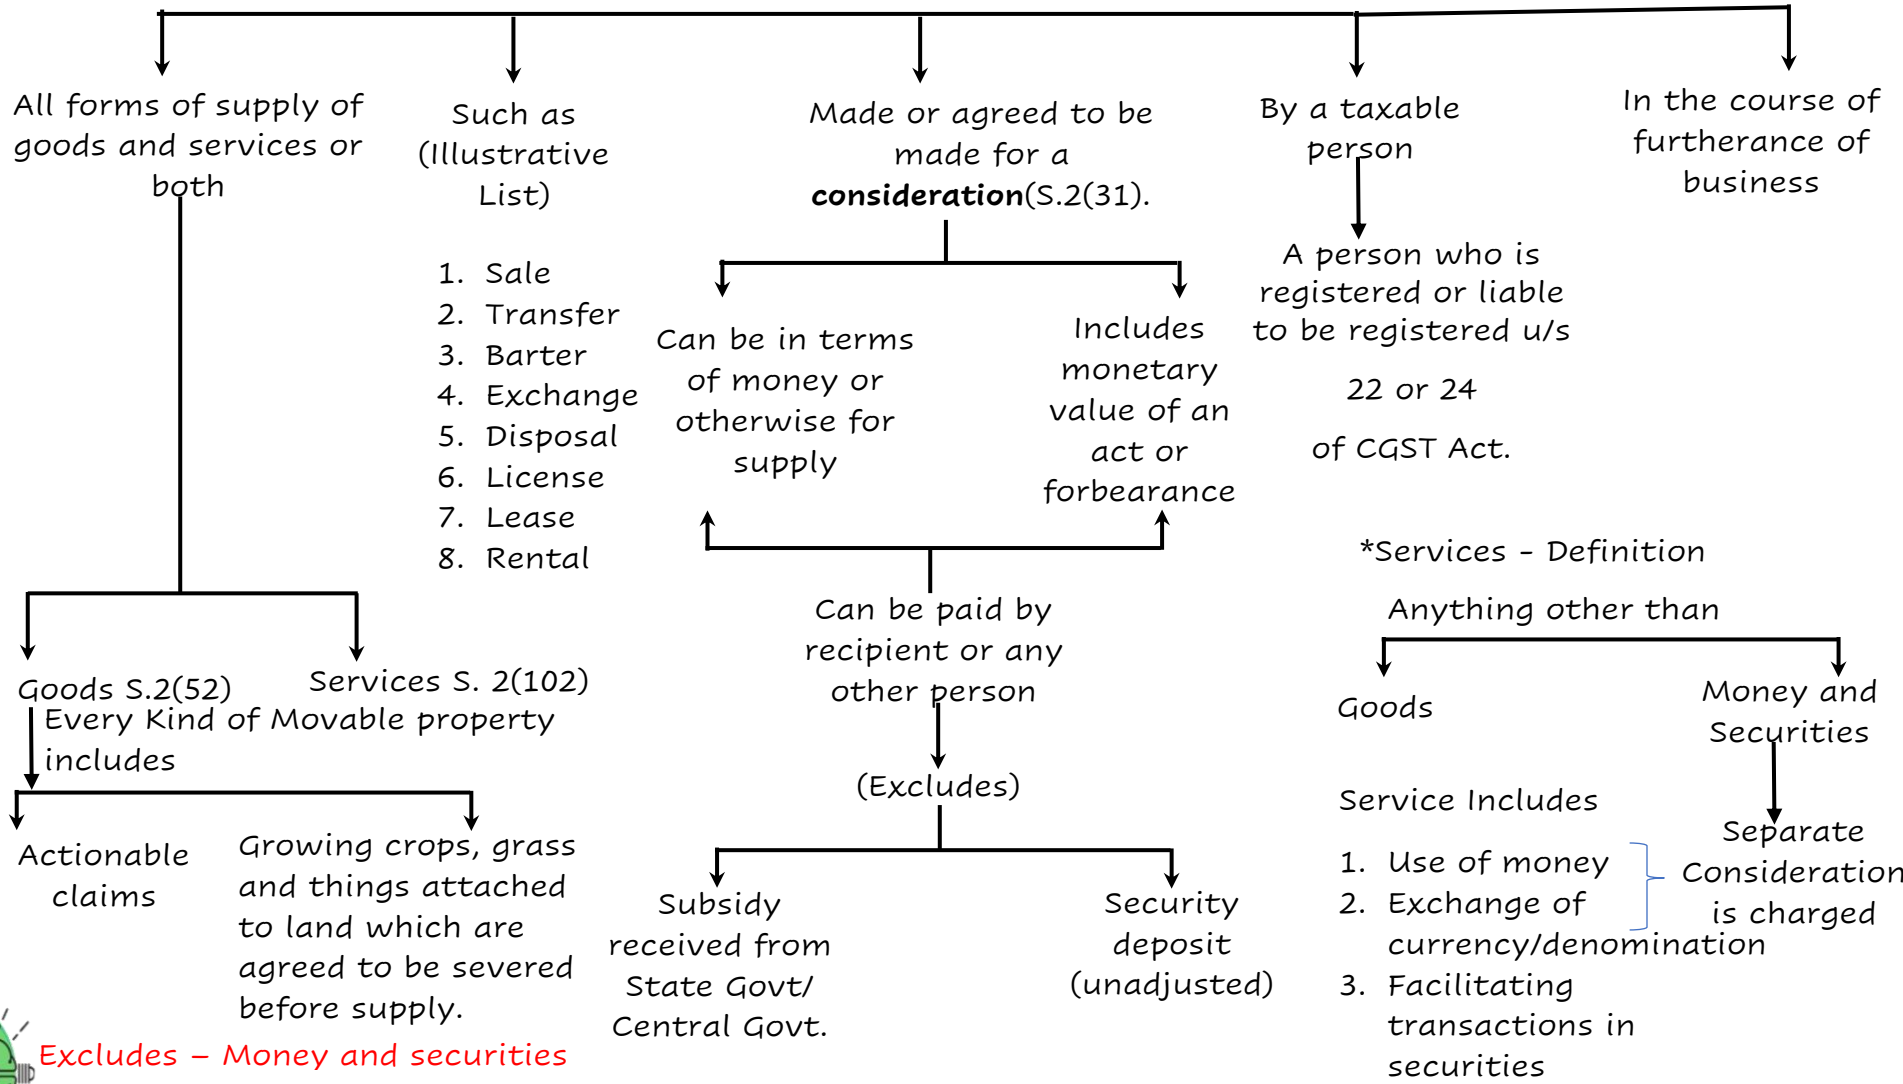 All forms of supply of
goods and services or
both
Such as
(Illustrative
List)
1. Sale
2. Transfer
3. Barter
4. Exchange
5. Disposal
6. License
7. Lease
8. Rental
Made or agreed to be
made for a
consideration(S.2(31).
Can be in terms
of money or
otherwise for
supply
Includes
monetary
value of an
act or
forbearance
Can be paid by
recipient or any
other person
(Excludes)
Subsidy
received from
State Govt/
Central Govt.
Security
deposit
(unadjusted)
By a taxable
person
A person who is
registered or liable
to be registered u/s
22 or 24
of CGST Act.
In the course of
furtherance of
business
Goods S.2(52)
Services S. 2(102)
Every Kind of Movable property
includes
Actionable
claims
Growing crops, grass
and things attached
to land which are
agreed to be severed
before supply.
Excludes – Money and securities
*Services - Definition
Anything other than
Goods
Money and
Securities
Separate
Consideration
is charged
Service Includes
1. Use of money
2. Exchange of
currency/denomination
3. Facilitating
transactions in
securities